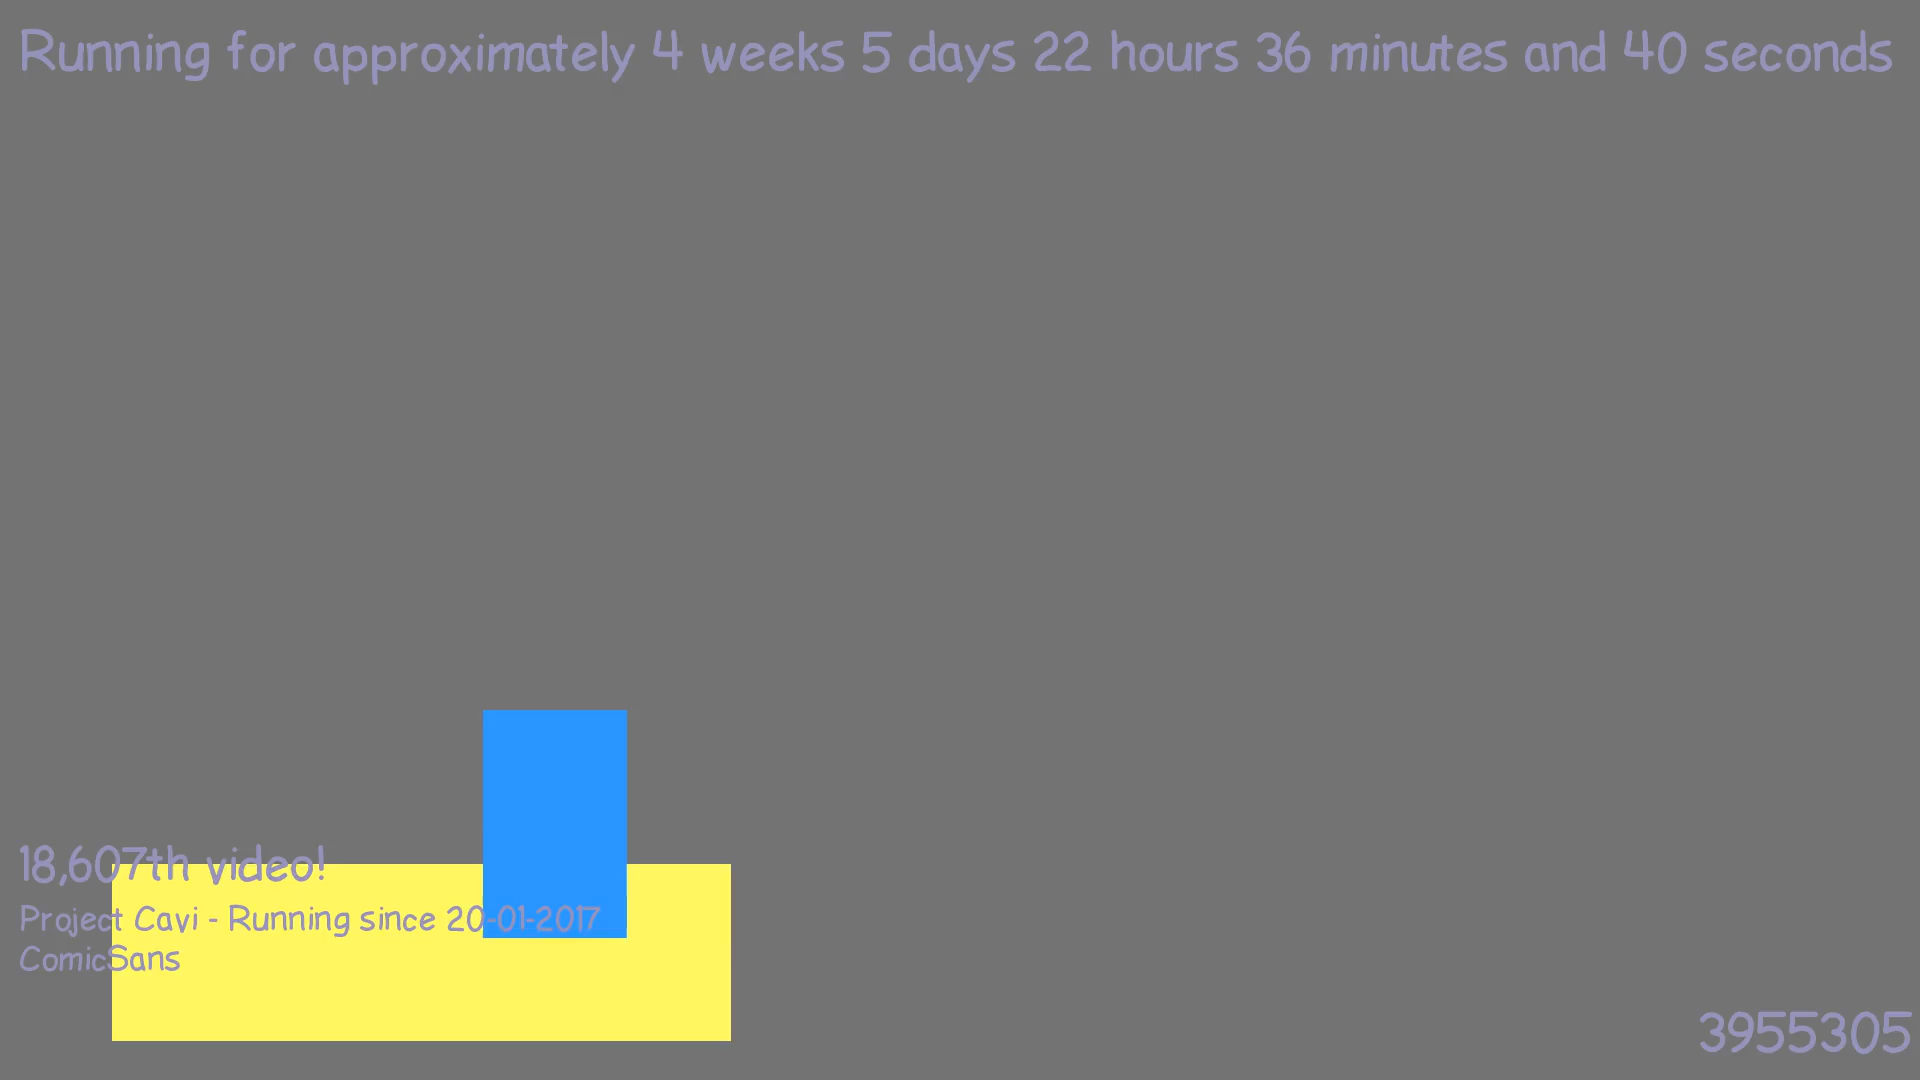 Running for approximately 4 weeks 5 days 22 hours 36 minutes and 40 seconds
18,607th video!
Project Cavi - Running since 20-01-2017
ComicSans
3955305